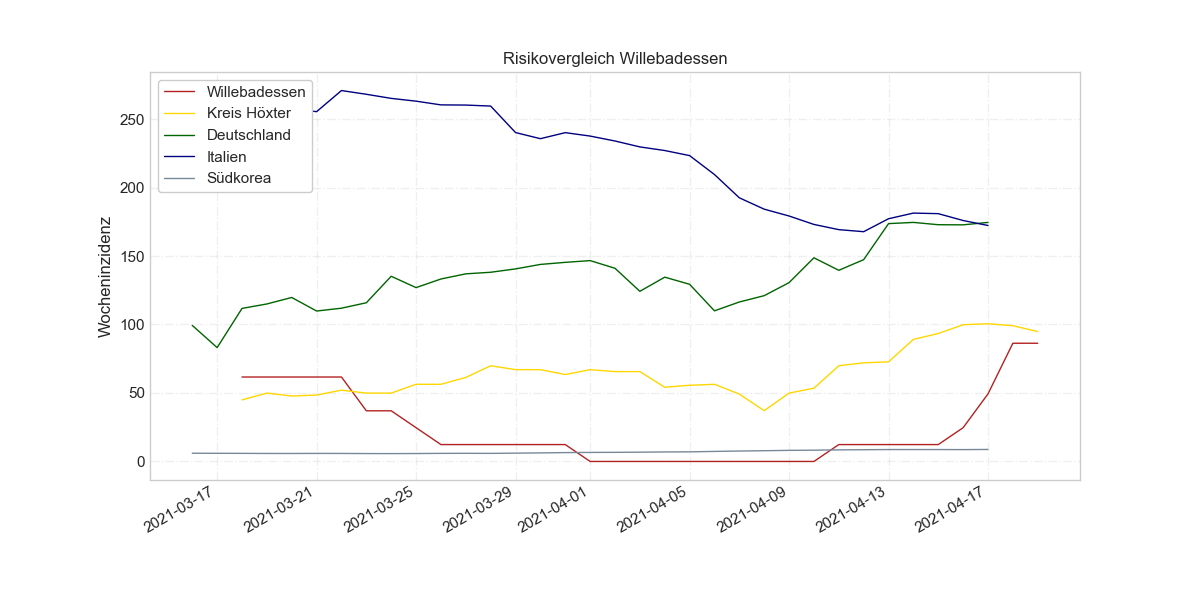 Risikovergleich Willebadessen
Willebadessen
Kreis Höxter
Deutschland
Italien
Südkorea
Wocheninzidenz
250
200
150
100
50
0
2021-03-17
2021-03-21
2021-03-25
2021-03-29
2021-04-01
2021-04-05
2021-04-09
2021-04-13
2021-04-17